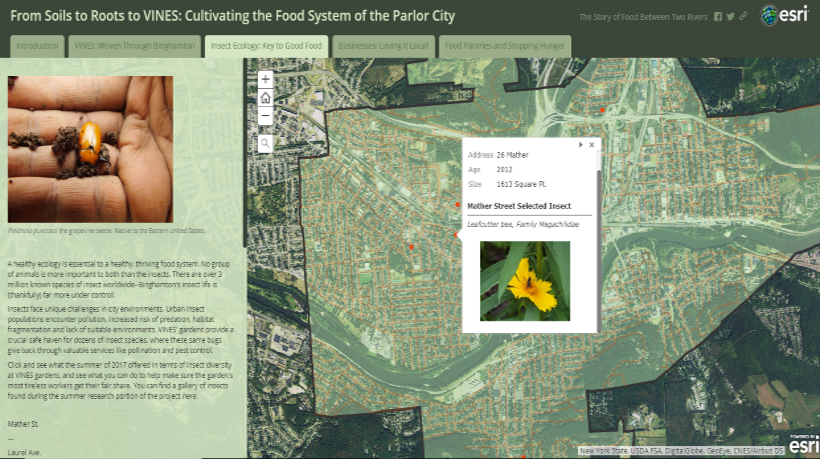 From Soils to Roots to VINES: Cultivating the Food System of the Parlor City
The Story of Food Between Two Rivers
esri
Introduction
VINES: Woven Through Binghamton
Insect Ecology: Key to Good Food
Businesses: Loving it Local!
Food Pantries and Stopping Hunger
Pelidnota punctata the grapevine beetle. Native to the Eastern United States.
A healthy ecology is essential to a healthy, thriving food system. No group
of animals is more important to both than the insects. There are over 3
million known species of insect worldwide--Binghamton's insect life is
(thankfully) far more under control!
Insects face unique challenges in city environments. Urban insect
populations encounter pollution, increased risk of predation, habitat
fragmentation and lack of suitable environments. VINES' gardens provide a
crucial safe haven for dozens of insect species, where these same bugs
give back through valuable services like pollination and pest control.
Click and see what the summer of 2017 offered in terms of insect diversity
at VINES gardens, and see what you can do to help make sure the garden's
most tireless workers get their fair share. You can find a gallery of insects
found during the summer research portion of the project here.
Mather St.
---
Laurel Ave.
+
−
Address 26 Mather
Age 2012
Size 1613 Square Ft.
Mather Street Selected Insect
Leafcutter bee, Family Megachilidae
POWERED BY
esri
New York State, USDA FSA, DigitalGlobe, GeoEye, CNES/Airbus DS